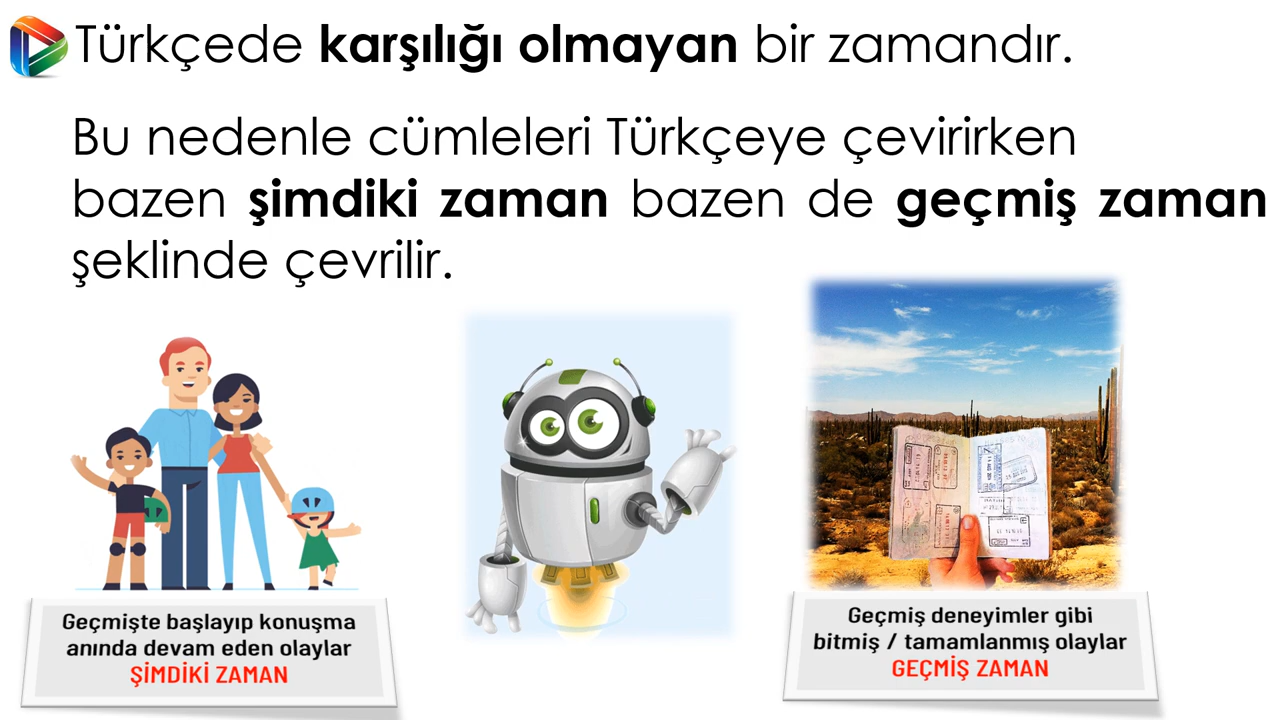 Türkçede karşılığı olmayan bir zamandır.
Bu nedenle cümleleri Türkçeye çevirirken
bazen şimdiki zaman bazen de geçmiş zaman
şeklinde çevrilir.
Geçmişte başlayıp konuşma
anında devam eden olaylar
ŞİMDİKİ ZAMAN
Geçmiş deneyimler gibi
bitmiş / tamamlanmış olaylar
GEÇMİŞ ZAMAN